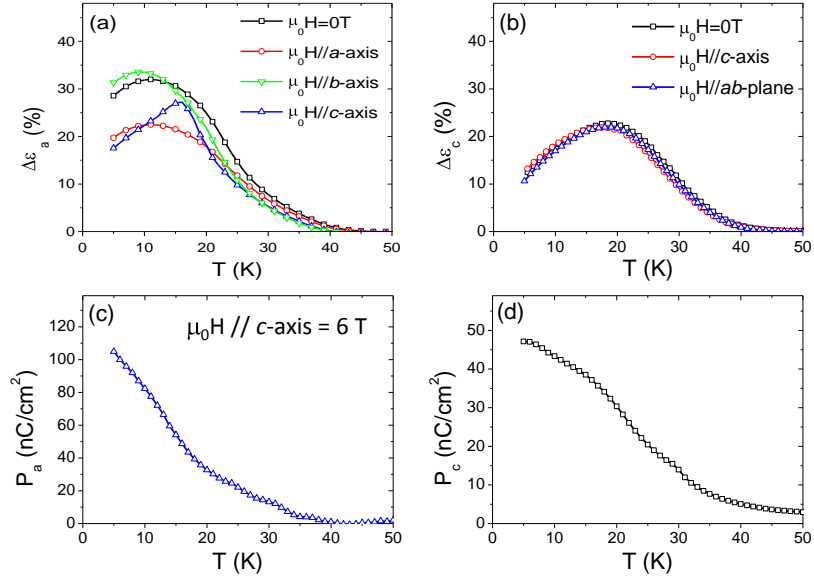 (a)
μ₀H=0T
μ₀H//a-axis
μ₀H//b-axis
μ₀H//c-axis
Δεₐ (%)
40
30
20
10
0
0 10 20 30 40 50
T (K)
(b)
μ₀H=0T
μ₀H//c-axis
μ₀H//ab-plane
Δε_c (%)
40
30
20
10
0
0 10 20 30 40 50
T (K)
(c)
μ₀H // c-axis = 6 T
Pₐ (nC/cm²)
120
100
80
60
40
20
0
0 10 20 30 40 50
T (K)
(d)
P_c (nC/cm²)
50
40
30
20
10
0
0 10 20 30 40 50
T (K)